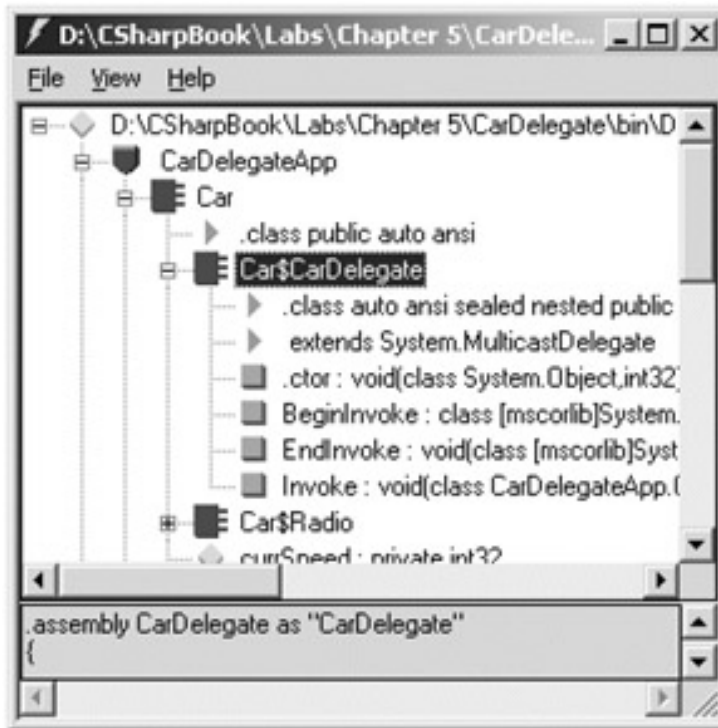 D:\CSharpBook\Labs\Chapter 5\CarDele...
File View Help
D:\CSharpBook\Labs\Chapter 5\CarDelegate\bin\D
CarDelegateApp
Car
.class public auto ansi
Car$CarDelegate
.class auto ansi sealed nested public
extends System.MulticastDelegate
.ctor : void(class System.Object,int32)
BeginInvoke : class [mscorlib]System.
EndInvoke : void(class [mscorlib]Syst
Invoke : void(class CarDelegateApp.C
Car$Radio
currSpeed : private int32
.assembly CarDelegate as "CarDelegate"
{